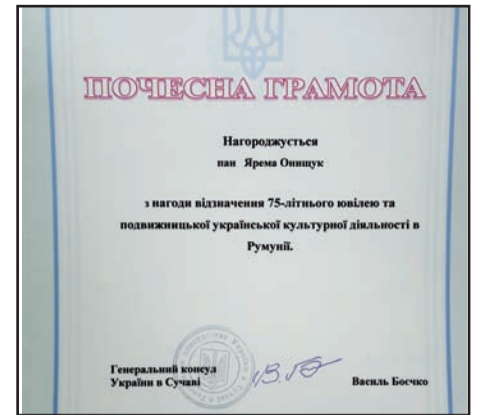 ПОЧЕСНА ГРАМОТА
Нагороджується
пан Ярема Онищук
з нагоди відзначення 75-літнього ювілею та
подвижницької української культурної діяльності в
Румунії.
Генеральний консул
України в Сучаві
Василь Боєчко